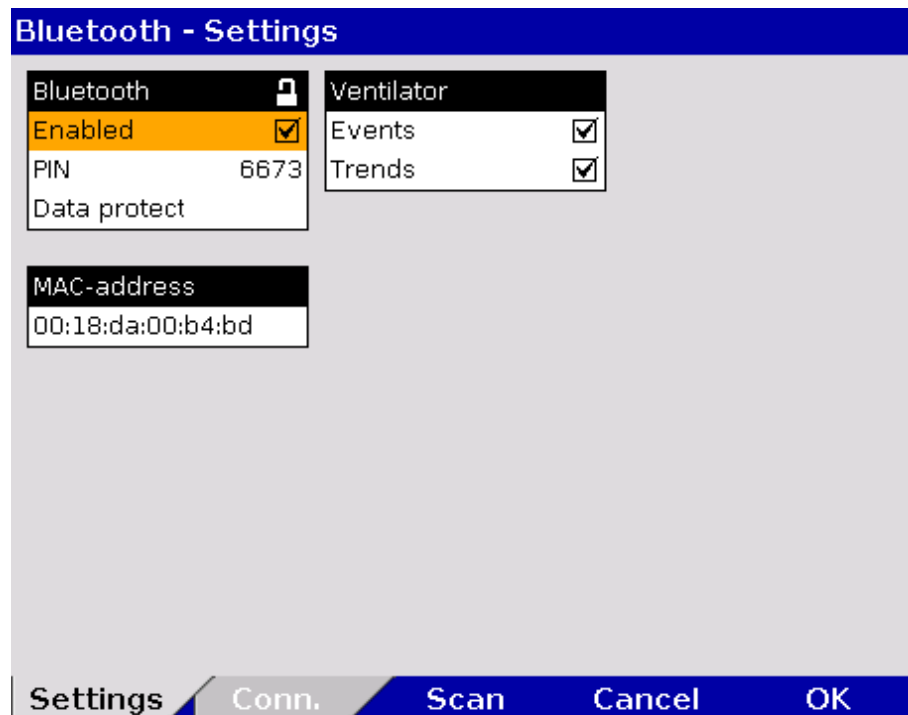 Bluetooth - Settings
Bluetooth
Enabled
PIN 6673
Data protect
Ventilator
Events
Trends
MAC-address
00:18:da:00:b4:bd
Settings Conn. Scan Cancel OK